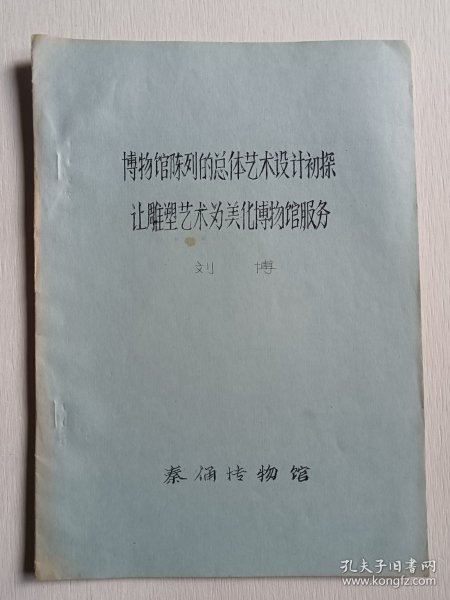 博物馆陈列的总体艺术设计初探
让雕塑艺术为美化博物馆服务
刘 博
秦俑博物馆
孔夫子旧书网
www.kongfz.com